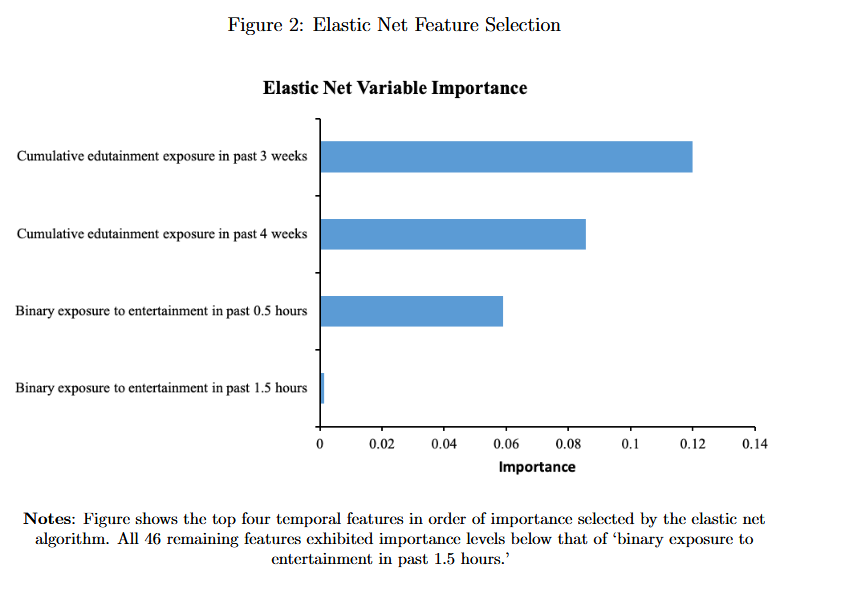 Figure 2: Elastic Net Feature Selection
Elastic Net Variable Importance
Cumulative edutainment exposure in past 3 weeks
Cumulative edutainment exposure in past 4 weeks
Binary exposure to entertainment in past 0.5 hours
Binary exposure to entertainment in past 1.5 hours
0 0.02 0.04 0.06 0.08 0.1 0.12 0.14
Importance
Notes: Figure shows the top four temporal features in order of importance selected by the elastic net
algorithm. All 46 remaining features exhibited importance levels below that of ‘binary exposure to
entertainment in past 1.5 hours.’